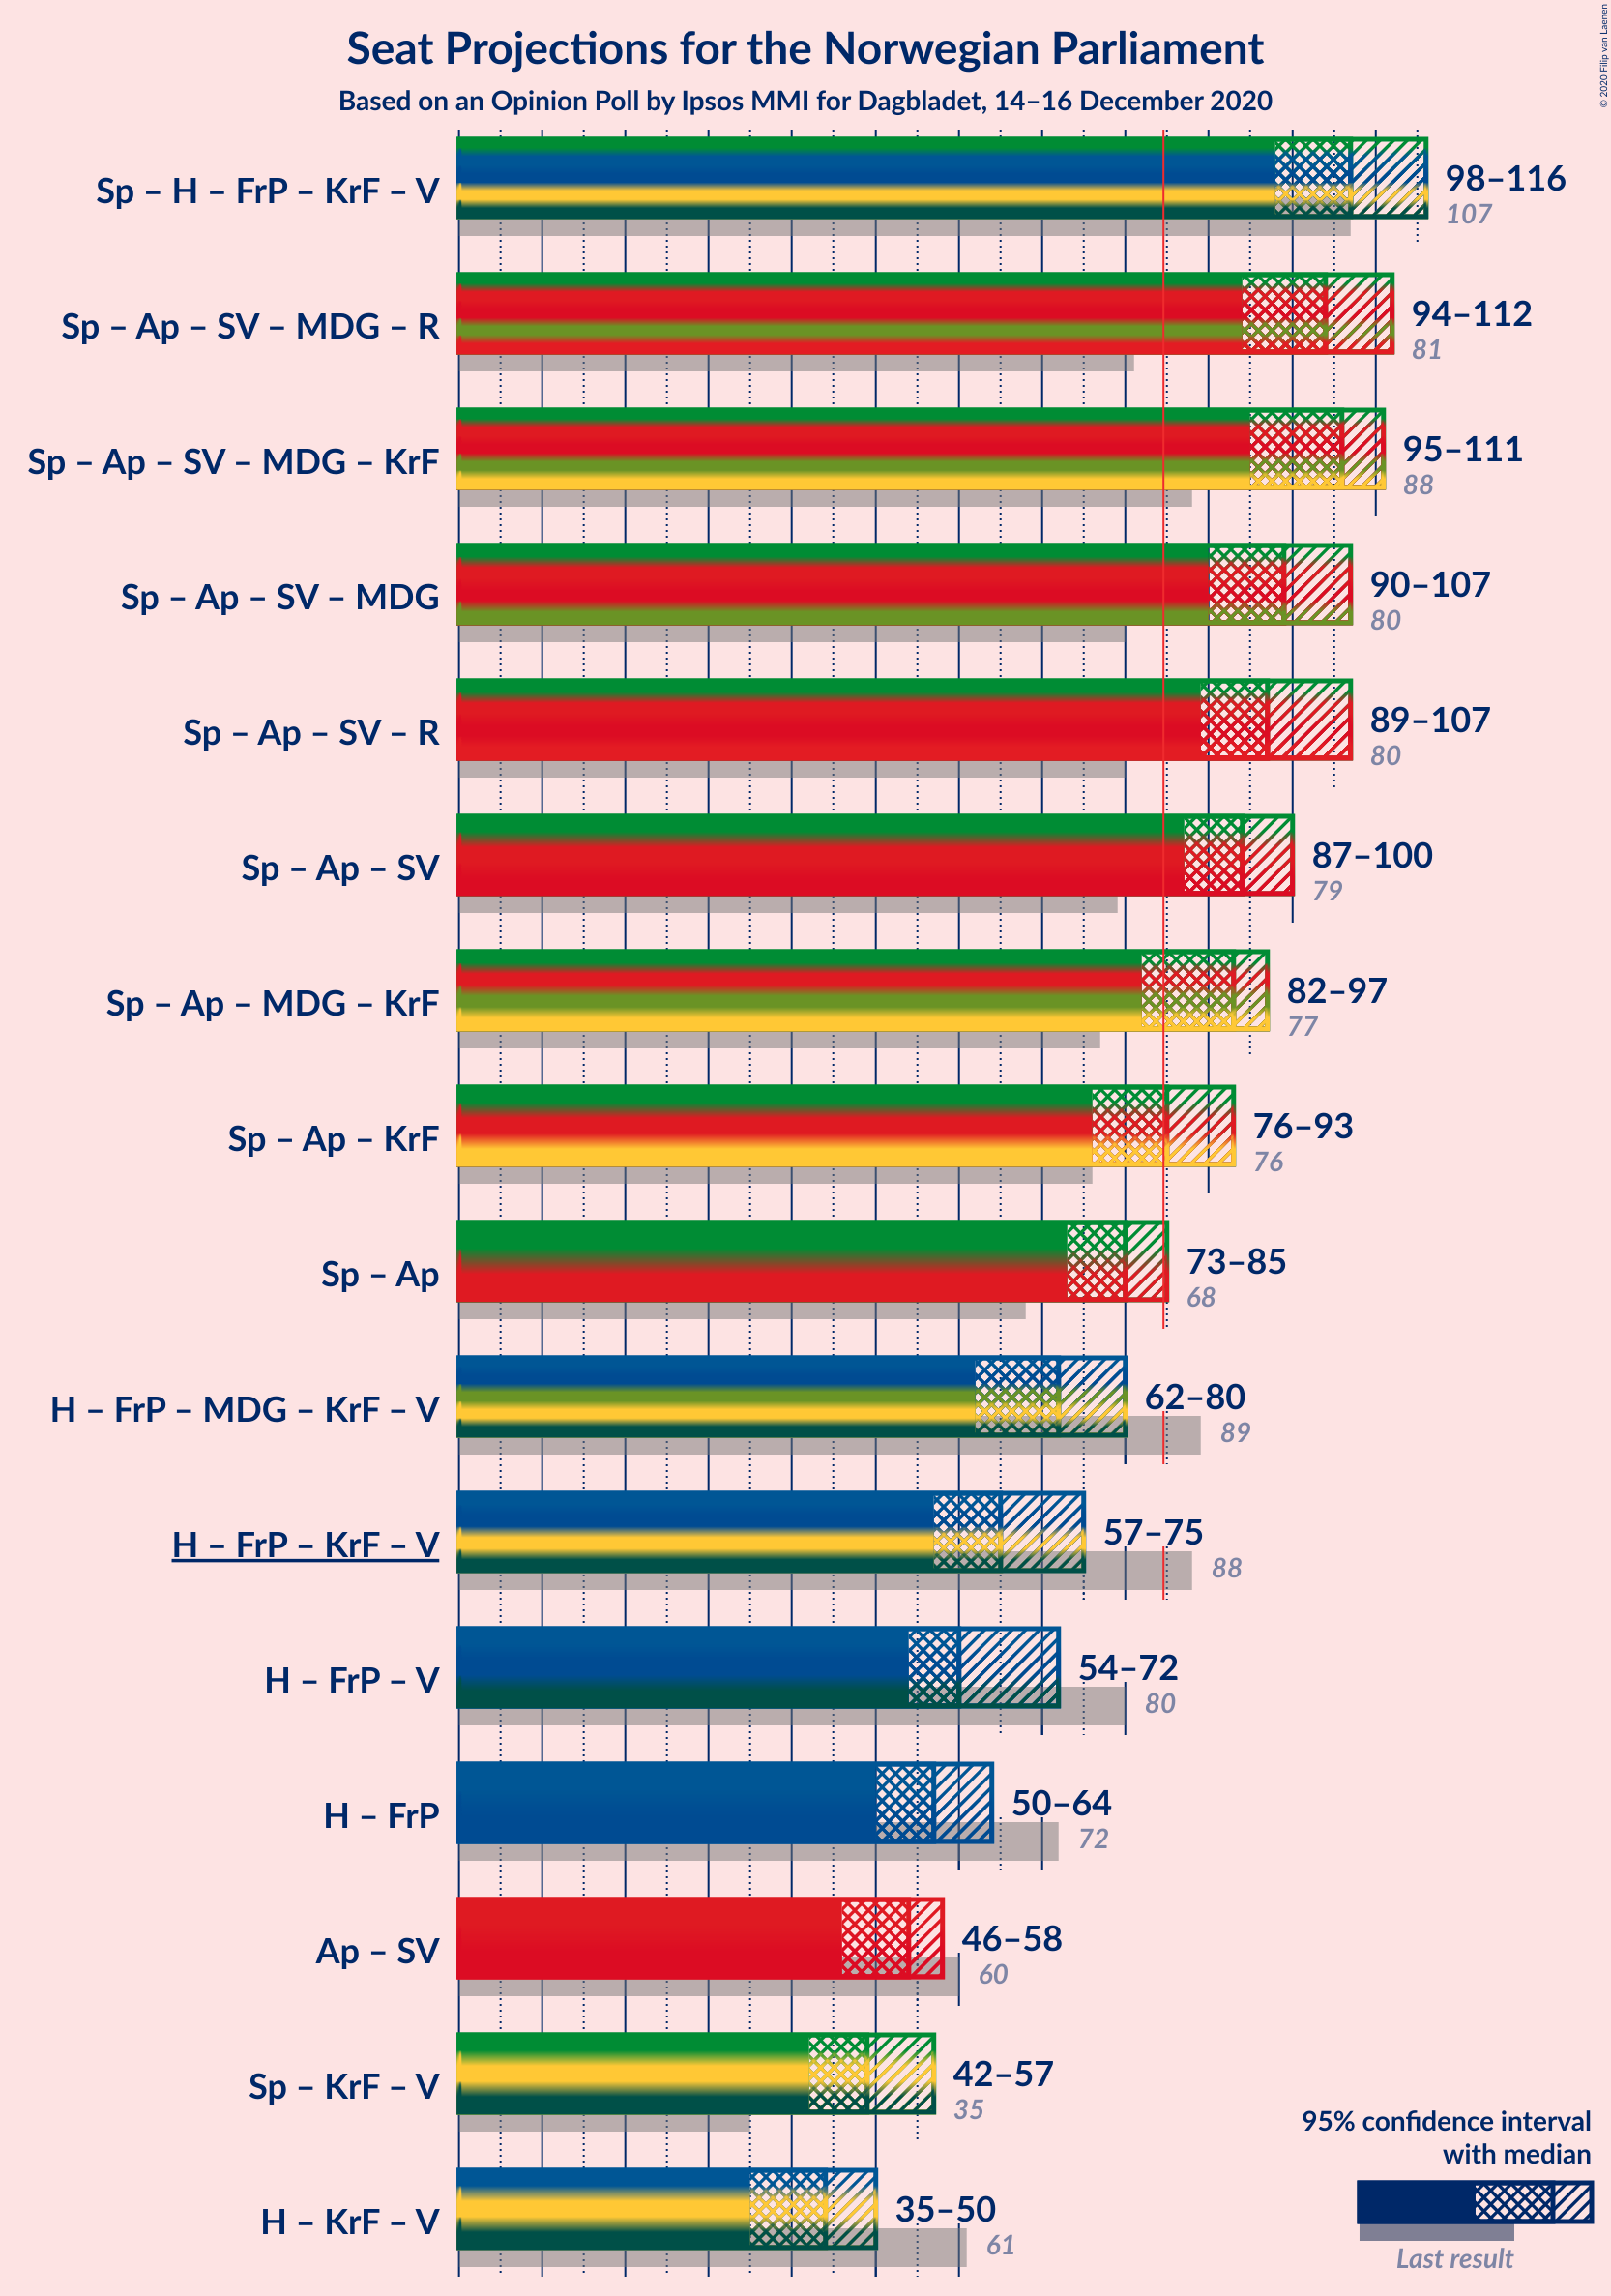 Seat Projections for the Norwegian Parliament
Based on an Opinion Poll by Ipsos MMI for Dagbladet, 14–16 December 2020
© 2020 Filip van Laenen
Sp – H – FrP – KrF – V
98–116
107
Sp – Ap – SV – MDG – R
94–112
81
Sp – Ap – SV – MDG – KrF
95–111
88
Sp – Ap – SV – MDG
90–107
80
Sp – Ap – SV – R
89–107
80
Sp – Ap – SV
87–100
79
Sp – Ap – MDG – KrF
82–97
77
Sp – Ap – KrF
76–93
76
Sp – Ap
73–85
68
H – FrP – MDG – KrF – V
62–80
89
H – FrP – KrF – V
57–75
88
H – FrP – V
54–72
80
H – FrP
50–64
72
Ap – SV
46–58
60
Sp – KrF – V
42–57
35
H – KrF – V
35–50
61
95% confidence interval
with median
Last result